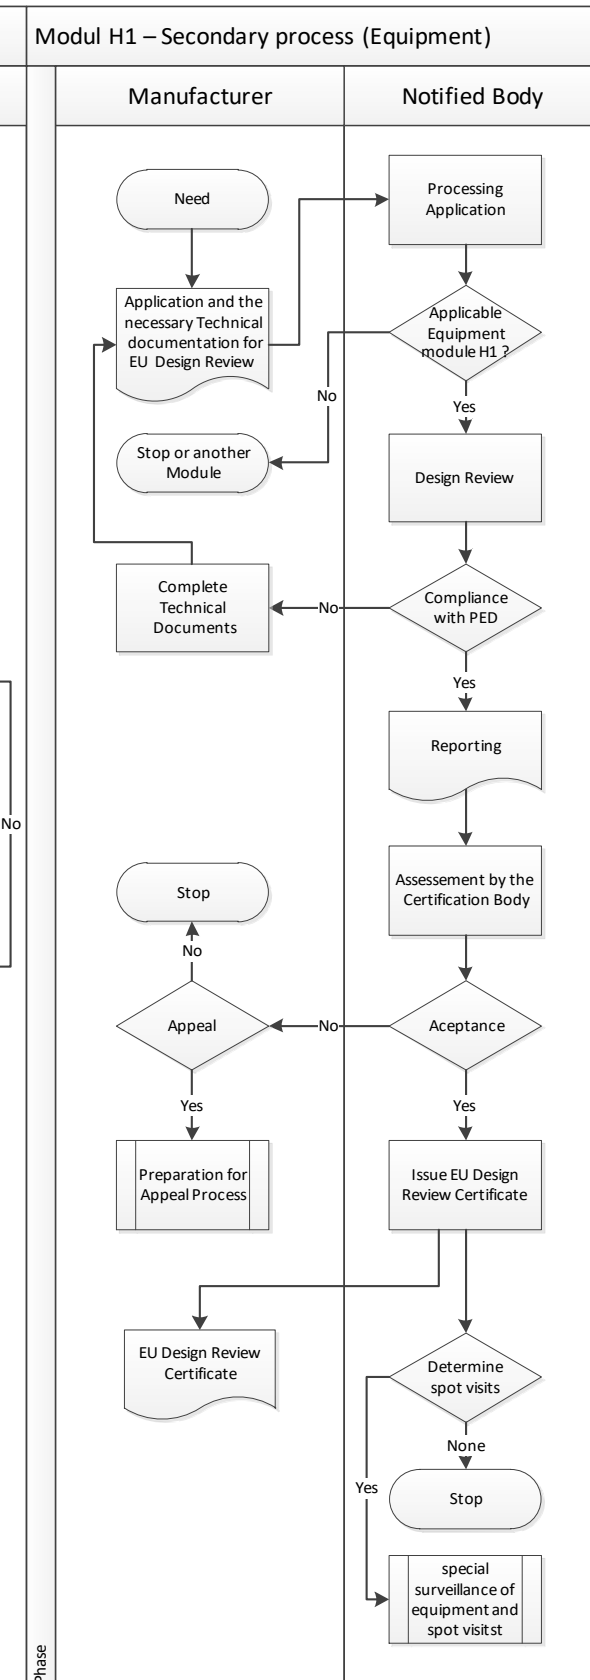 Modul H1 – Secondary process (Equipment)
Manufacturer
Notified Body
Need
Processing
Application
Application and the
necessary Technical
documentation for
EU Design Review
Applicable
Equipment
module H1 ?
No
Yes
Stop or another
Module
Design Review
Complete
Technical
Documents
No
Compliance
with PED
Yes
Reporting
No
Stop
Assessement by the
Certification Body
No
Appeal
No
Aceptance
Yes
Yes
Preparation for
Appeal Process
Issue EU Design
Review Certificate
EU Design Review
Certificate
Determine
spot visits
None
Yes
Stop
special
surveillance of
equipment and
spot visitst
Phase